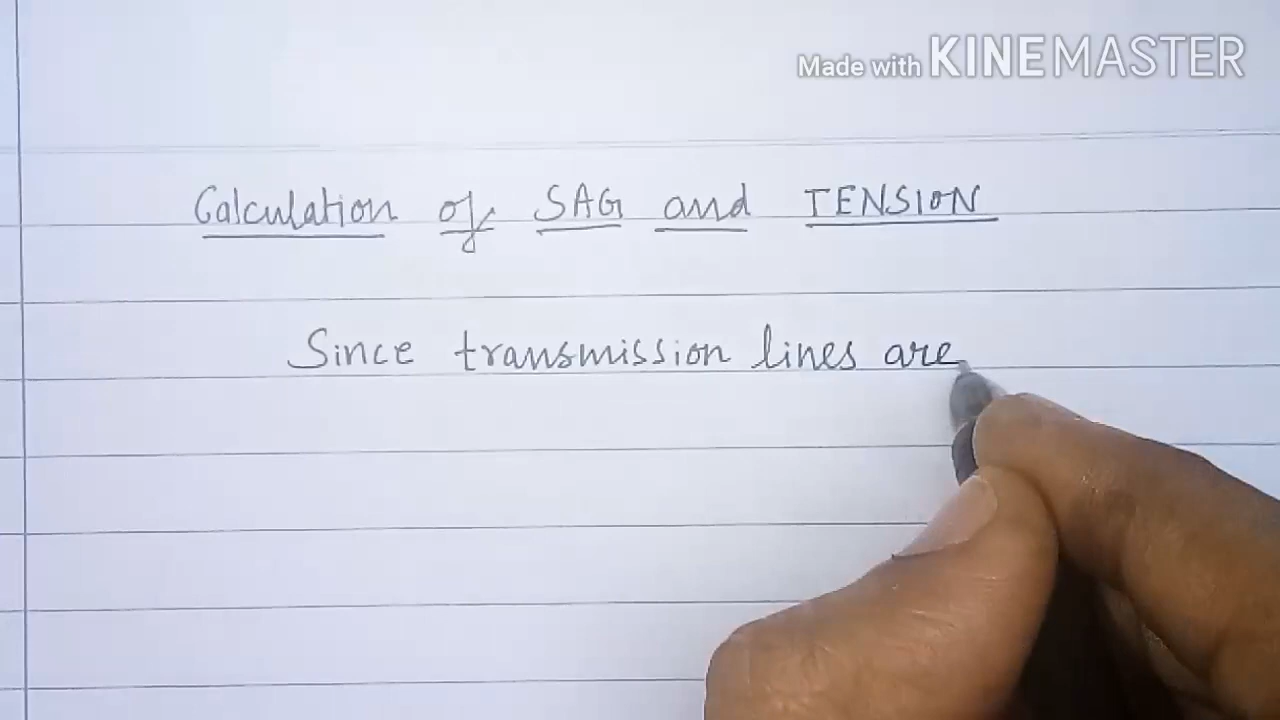 Made with KINEMASTER
Calculation of SAG and TENSION
Since transmission lines are